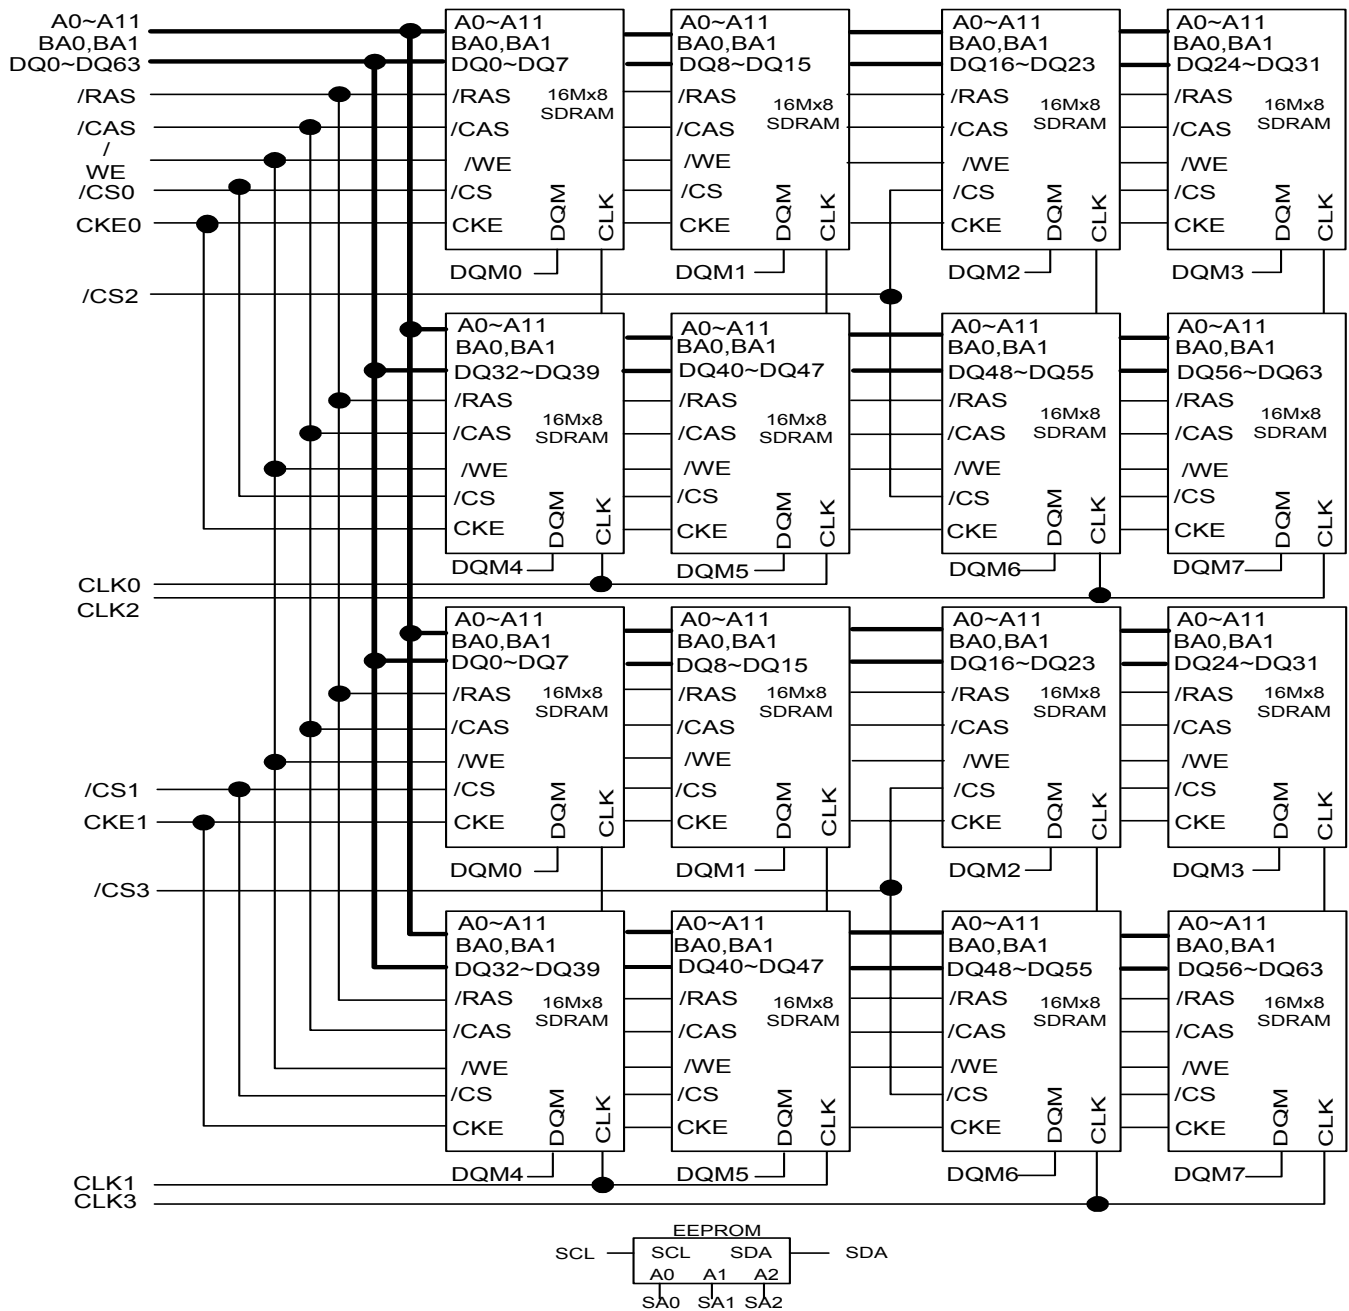 A0~A11
BA0,BA1
DQ0~DQ63
/RAS
/CAS
/
WE
/CS0
CKE0
/CS2
A0~A11
BA0,BA1
DQ0~DQ7
/RAS
16Mx8
SDRAM
/CAS
/WE
/CS
CKE
DQM
CLK
DQM0
A0~A11
BA0,BA1
DQ8~DQ15
/RAS
16Mx8
SDRAM
/CAS
/WE
/CS
CKE
DQM
CLK
DQM1
A0~A11
BA0,BA1
DQ16~DQ23
/RAS
16Mx8
SDRAM
/CAS
/WE
/CS
CKE
DQM
CLK
DQM2
A0~A11
BA0,BA1
DQ24~DQ31
/RAS
16Mx8
SDRAM
/CAS
/WE
/CS
CKE
DQM
CLK
DQM3
A0~A11
BA0,BA1
DQ32~DQ39
/RAS
16Mx8
SDRAM
/CAS
/WE
/CS
CKE
DQM
CLK
DQM4
A0~A11
BA0,BA1
DQ40~DQ47
/RAS
16Mx8
SDRAM
/CAS
/WE
/CS
CKE
DQM
CLK
DQM5
A0~A11
BA0,BA1
DQ48~DQ55
/RAS
16Mx8
SDRAM
/CAS
/WE
/CS
CKE
DQM
CLK
DQM6
A0~A11
BA0,BA1
DQ56~DQ63
/RAS
16Mx8
SDRAM
/CAS
/WE
/CS
CKE
DQM
CLK
DQM7
CLK0
CLK2
/CS1
CKE1
/CS3
A0~A11
BA0,BA1
DQ0~DQ7
/RAS
16Mx8
SDRAM
/CAS
/WE
/CS
CKE
DQM
CLK
DQM0
A0~A11
BA0,BA1
DQ8~DQ15
/RAS
16Mx8
SDRAM
/CAS
/WE
/CS
CKE
DQM
CLK
DQM1
A0~A11
BA0,BA1
DQ16~DQ23
/RAS
16Mx8
SDRAM
/CAS
/WE
/CS
CKE
DQM
CLK
DQM2
A0~A11
BA0,BA1
DQ24~DQ31
/RAS
16Mx8
SDRAM
/CAS
/WE
/CS
CKE
DQM
CLK
DQM3
A0~A11
BA0,BA1
DQ32~DQ39
/RAS
16Mx8
SDRAM
/CAS
/WE
/CS
CKE
DQM
CLK
DQM4
A0~A11
BA0,BA1
DQ40~DQ47
/RAS
16Mx8
SDRAM
/CAS
/WE
/CS
CKE
DQM
CLK
DQM5
A0~A11
BA0,BA1
DQ48~DQ55
/RAS
16Mx8
SDRAM
/CAS
/WE
/CS
CKE
DQM
CLK
DQM6
A0~A11
BA0,BA1
DQ56~DQ63
/RAS
16Mx8
SDRAM
/CAS
/WE
/CS
CKE
DQM
CLK
DQM7
CLK1
CLK3
EEPROM
SCL SCL SDA SDA
A0 A1 A2
SA0 SA1 SA2